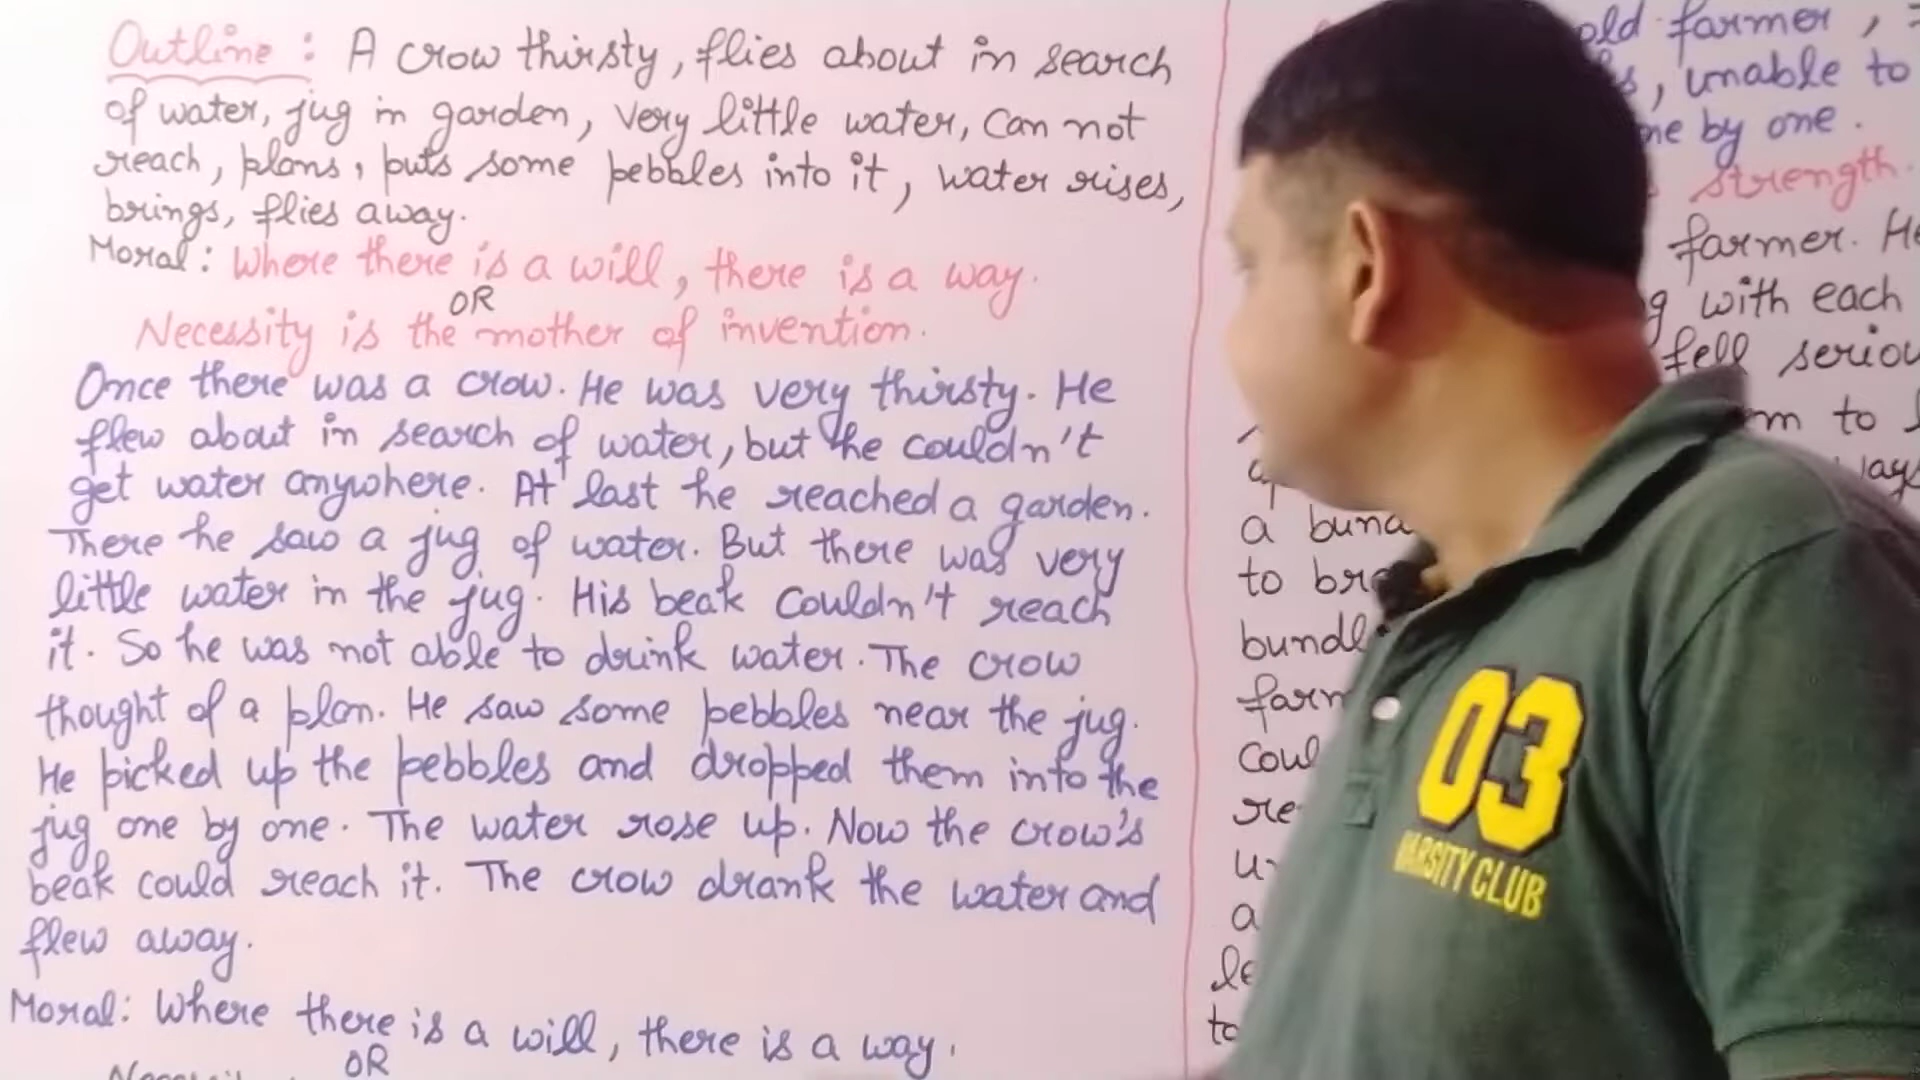 Outline : A crow thirsty, flies about in search
of water, jug in garden, very little water, can not
reach, plans, puts some pebbles into it, water rises,
brings, flies away.
Moral : Where there is a will, there is a way.
OR
Necessity is the mother of invention.
Once there was a crow. He was very thirsty. He
flew about in search of water, but he couldn't
get water anywhere. At last he reached a garden.
There he saw a jug of water. But there was very
little water in the jug. His beak couldn't reach
it. So he was not able to drink water. The crow
thought of a plan. He saw some pebbles near the jug.
He picked up the pebbles and dropped them into the
jug one by one. The water rose up. Now the crow's
beak could reach it. The crow drank the water and
flew away.
Moral: Where there is a will, there is a way.
OR
old farmer,
, unable to
by one.
strength.
farmer.
with each
fell
to
a
to
03
VARSITY CLUB